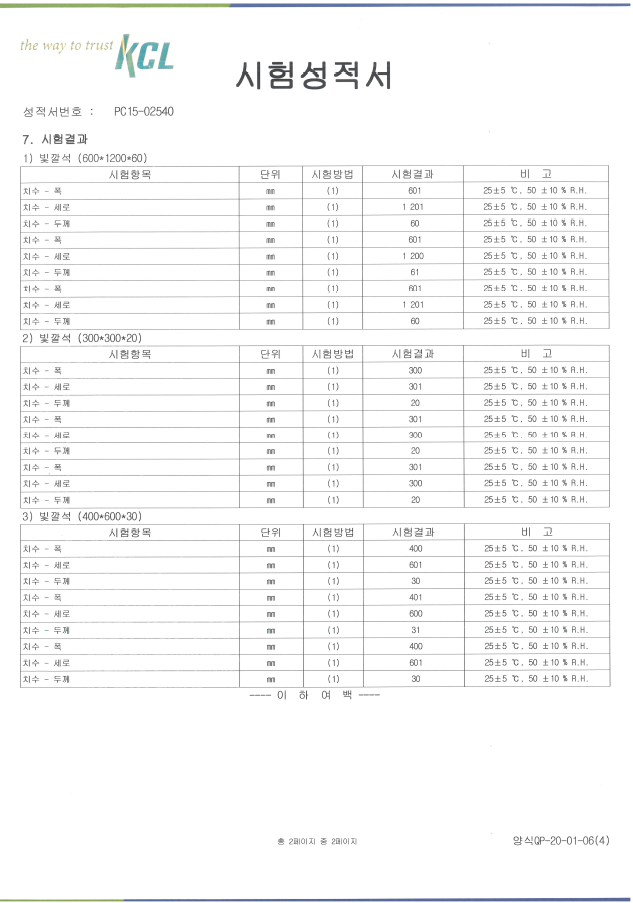 the way to trust KCL
시험성적서
성적서번호 : PC15-02540
7. 시험결과
1) 빛깔석 (600*1200*60)
시험항목 단위 시험방법 시험결과 비 고
치수 - 폭 mm (1) 601 25±5 ℃, 50 ±10 % R.H.
치수 - 세로 mm (1) 1 201 25±5 ℃, 50 ±10 % R.H.
치수 - 두께 mm (1) 60 25±5 ℃, 50 ±10 % R.H.
치수 - 폭 mm (1) 601 25±5 ℃, 50 ±10 % R.H.
치수 - 세로 mm (1) 1 200 25±5 ℃, 50 ±10 % R.H.
치수 - 두께 mm (1) 61 25±5 ℃, 50 ±10 % R.H.
치수 - 폭 mm (1) 601 25±5 ℃, 50 ±10 % R.H.
치수 - 세로 mm (1) 1 201 25±5 ℃, 50 ±10 % R.H.
치수 - 두께 mm (1) 60 25±5 ℃, 50 ±10 % R.H.
2) 빛깔석 (300*300*20)
시험항목 단위 시험방법 시험결과 비 고
치수 - 폭 mm (1) 300 25±5 ℃, 50 ±10 % R.H.
치수 - 세로 mm (1) 301 25±5 ℃, 50 ±10 % R.H.
치수 - 두께 mm (1) 20 25±5 ℃, 50 ±10 % R.H.
치수 - 폭 mm (1) 301 25±5 ℃, 50 ±10 % R.H.
치수 - 세로 mm (1) 300 25±5 ℃, 50 ±10 % R.H.
치수 - 두께 mm (1) 20 25±5 ℃, 50 ±10 % R.H.
치수 - 폭 mm (1) 301 25±5 ℃, 50 ±10 % R.H.
치수 - 세로 mm (1) 300 25±5 ℃, 50 ±10 % R.H.
치수 - 두께 mm (1) 20 25±5 ℃, 50 ±10 % R.H.
3) 빛깔석 (400*600*30)
시험항목 단위 시험방법 시험결과 비 고
치수 - 폭 mm (1) 400 25±5 ℃, 50 ±10 % R.H.
치수 - 세로 mm (1) 601 25±5 ℃, 50 ±10 % R.H.
치수 - 두께 mm (1) 30 25±5 ℃, 50 ±10 % R.H.
치수 - 폭 mm (1) 401 25±5 ℃, 50 ±10 % R.H.
치수 - 세로 mm (1) 600 25±5 ℃, 50 ±10 % R.H.
치수 - 두께 mm (1) 31 25±5 ℃, 50 ±10 % R.H.
치수 - 폭 mm (1) 400 25±5 ℃, 50 ±10 % R.H.
치수 - 세로 mm (1) 601 25±5 ℃, 50 ±10 % R.H.
치수 - 두께 mm (1) 30 25±5 ℃, 50 ±10 % R.H.
---- 이 하 여 백 ----
총 2페이지 중 2페이지 양식QP-20-01-06(4)